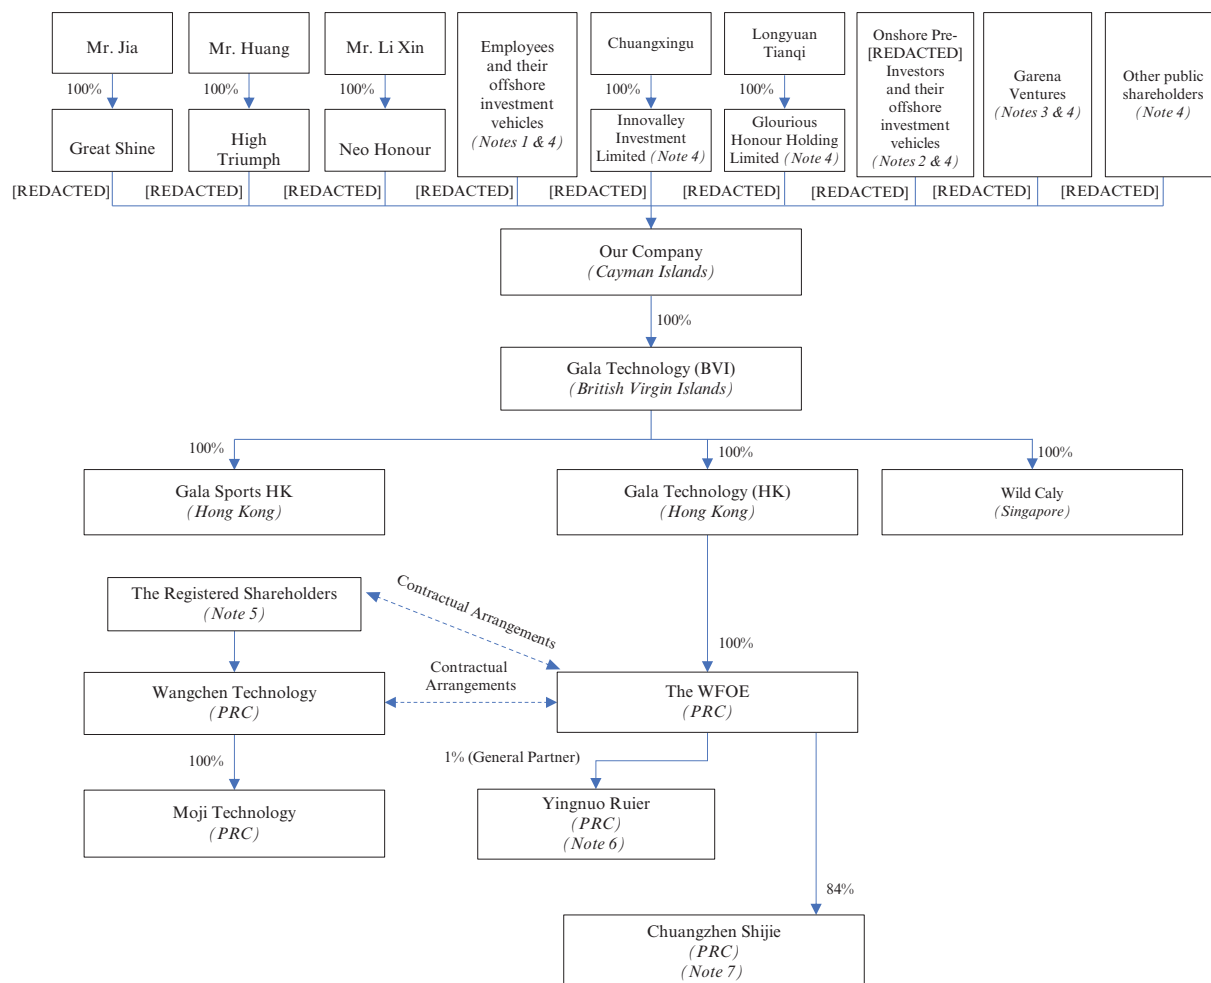 Mr. Jia
Mr. Huang
Mr. Li Xin
Employees
and their
offshore
investment
vehicles
(Notes 1 & 4)
Chuangxingu
Longyuan
Tianqi
Onshore Pre-
[REDACTED]
Investors
and their
offshore
investment
vehicles
(Notes 2 & 4)
Garena
Ventures
(Notes 3 & 4)
Other public
shareholders
(Note 4)
100%
100%
100%
100%
100%
Great Shine
High
Triumph
Neo Honour
Innovalley
Investment
Limited (Note 4)
Glourious
Honour Holding
Limited (Note 4)
[REDACTED]
[REDACTED]
[REDACTED]
[REDACTED]
[REDACTED]
[REDACTED]
[REDACTED]
[REDACTED]
[REDACTED]
Our Company
(Cayman Islands)
100%
Gala Technology (BVI)
(British Virgin Islands)
100%
100%
100%
Gala Sports HK
(Hong Kong)
Gala Technology (HK)
(Hong Kong)
Wild Caly
(Singapore)
The Registered Shareholders
(Note 5)
Contractual Arrangements
100%
Contractual
Arrangements
Wangchen Technology
(PRC)
The WFOE
(PRC)
100%
1% (General Partner)
Moji Technology
(PRC)
Yingnuo Ruier
(PRC)
(Note 6)
84%
Chuangzhen Shijie
(PRC)
(Note 7)